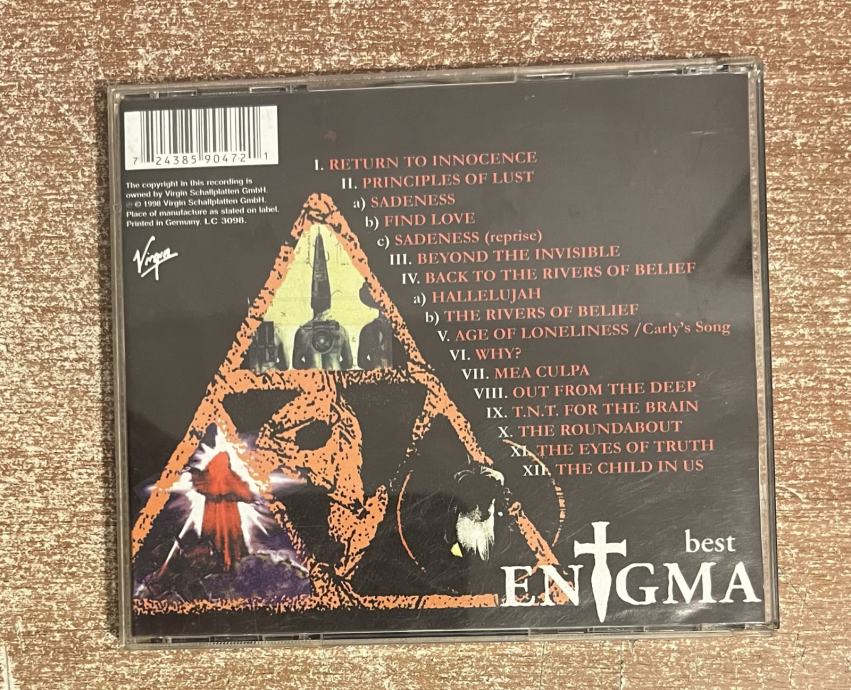 7 24385 90472 1
The copyright in this recording is
owned by Virgin Schallplatten GmbH.
℗ © 1998 Virgin Schallplatten GmbH.
Place of manufacture as stated on label.
Printed in Germany. LC 3098.
Virgin
I. RETURN TO INNOCENCE
II. PRINCIPLES OF LUST
a) SADENESS
b) FIND LOVE
c) SADENESS (reprise)
III. BEYOND THE INVISIBLE
IV. BACK TO THE RIVERS OF BELIEF
a) HALLELUJAH
b) THE RIVERS OF BELIEF
V. AGE OF LONELINESS /Carly's Song
VI. WHY?
VII. MEA CULPA
VIII. OUT FROM THE DEEP
IX. T.N.T. FOR THE BRAIN
X. THE ROUNDABOUT
XI. THE EYES OF TRUTH
XII. THE CHILD IN US
best
ENIGMA